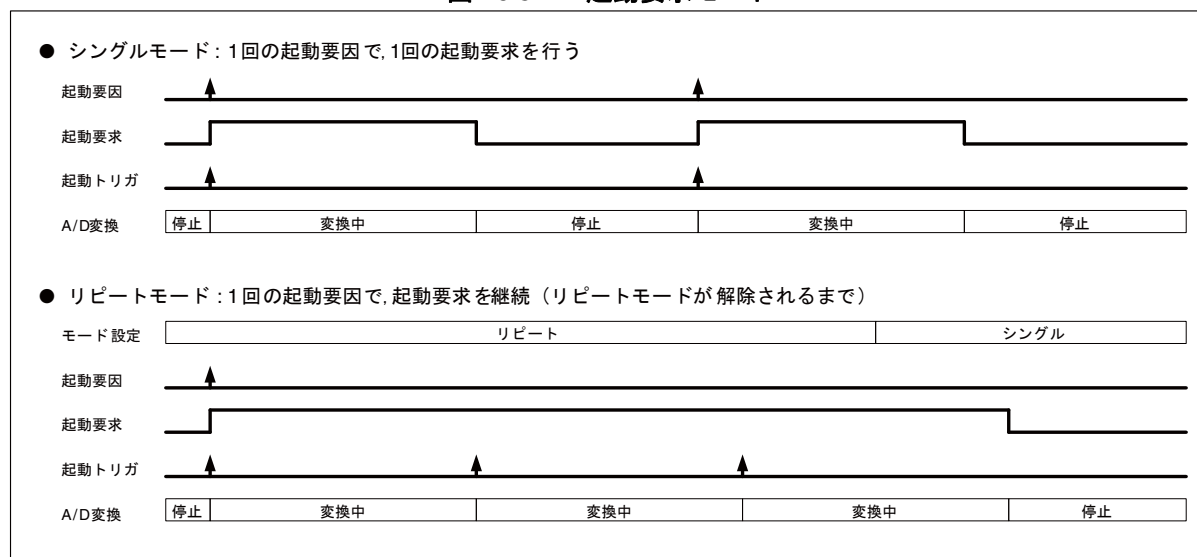 ● シングルモード : 1回の起動要因で, 1回の起動要求を行う
起動要因
起動要求
起動トリガ
A/D変換 停止 変換中 停止 変換中 停止
● リピートモード : 1回の起動要因で, 起動要求を継続（リピートモードが解除されるまで）
モード設定 リピート シングル
起動要因
起動要求
起動トリガ
A/D変換 停止 変換中 変換中 変換中 停止